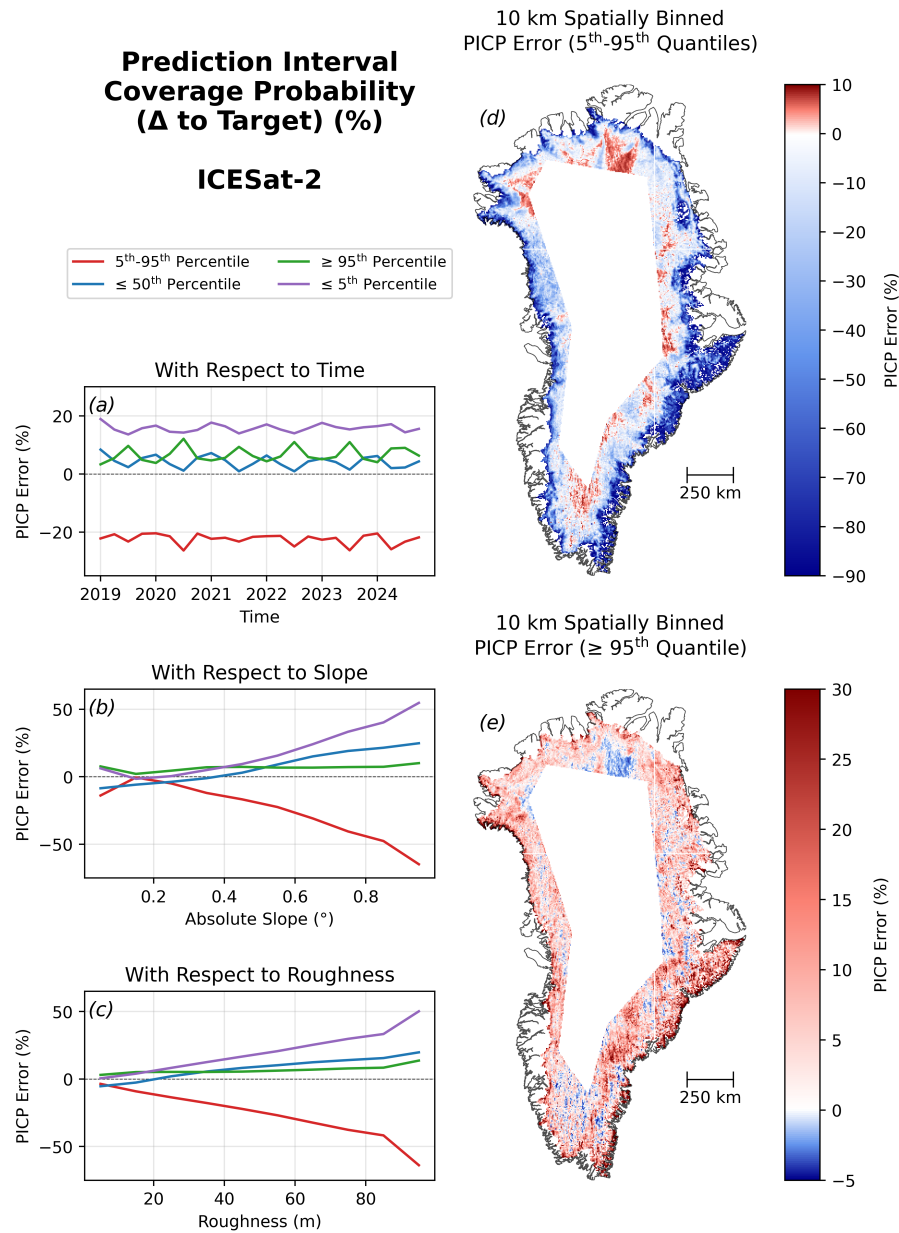 Prediction Interval
Coverage Probability
(Δ to Target) (%)
ICESat-2
5th-95th Percentile
≤ 50th Percentile
≥ 95th Percentile
≤ 5th Percentile
With Respect to Time
(a)
PICP Error (%)
20
0
−20
2019 2020 2021 2022 2023 2024
Time
With Respect to Slope
(b)
PICP Error (%)
50
0
−50
0.2 0.4 0.6 0.8
Absolute Slope (°)
With Respect to Roughness
(c)
PICP Error (%)
50
0
−50
20 40 60 80
Roughness (m)
10 km Spatially Binned
PICP Error (5th-95th Quantiles)
(d)
250 km
10
0
−10
−20
−30
−40
−50
−60
−70
−80
−90
PICP Error (%)
10 km Spatially Binned
PICP Error (≥ 95th Quantile)
(e)
250 km
30
25
20
15
10
5
0
−5
PICP Error (%)